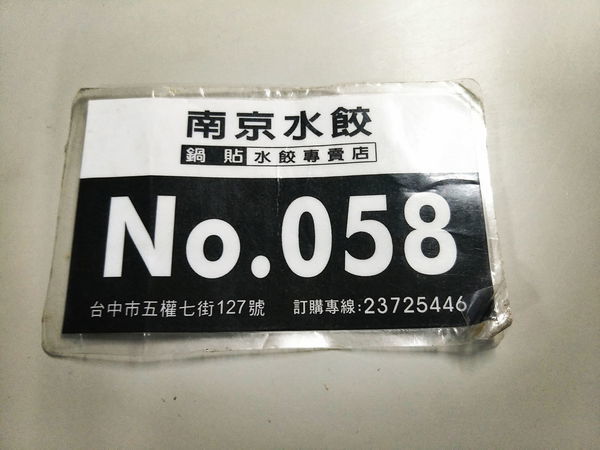 南京水餃
鍋貼 水餃專賣店
No.058
台中市五權七街127號 訂購專線:23725446